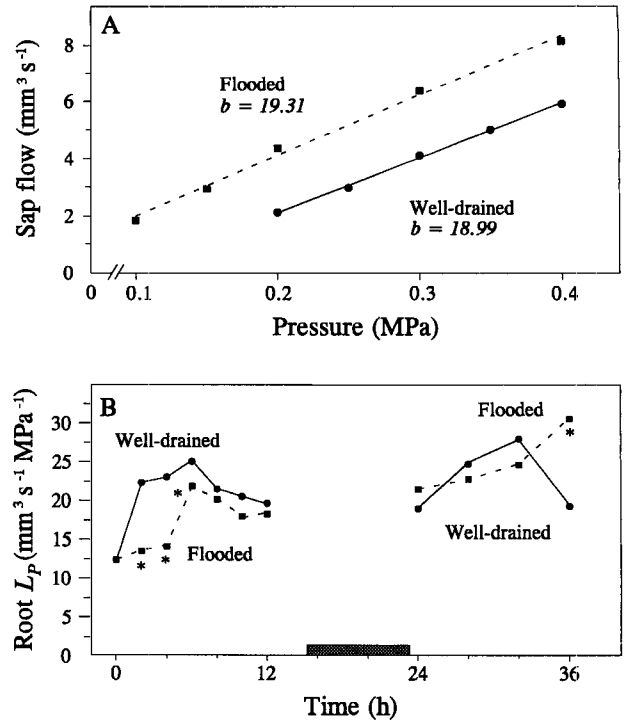 A
Sap flow (mm³ s⁻¹)
8
6
4
2
0
Flooded
b = 19.31
Well-drained
b = 18.99
0
0.1
0.2
0.3
0.4
Pressure (MPa)
B
Root Lₚ (mm³ s⁻¹ MPa⁻¹)
30
25
20
15
10
5
0
Well-drained
*
*
*
Flooded
Flooded
*
Well-drained
0
12
24
36
Time (h)